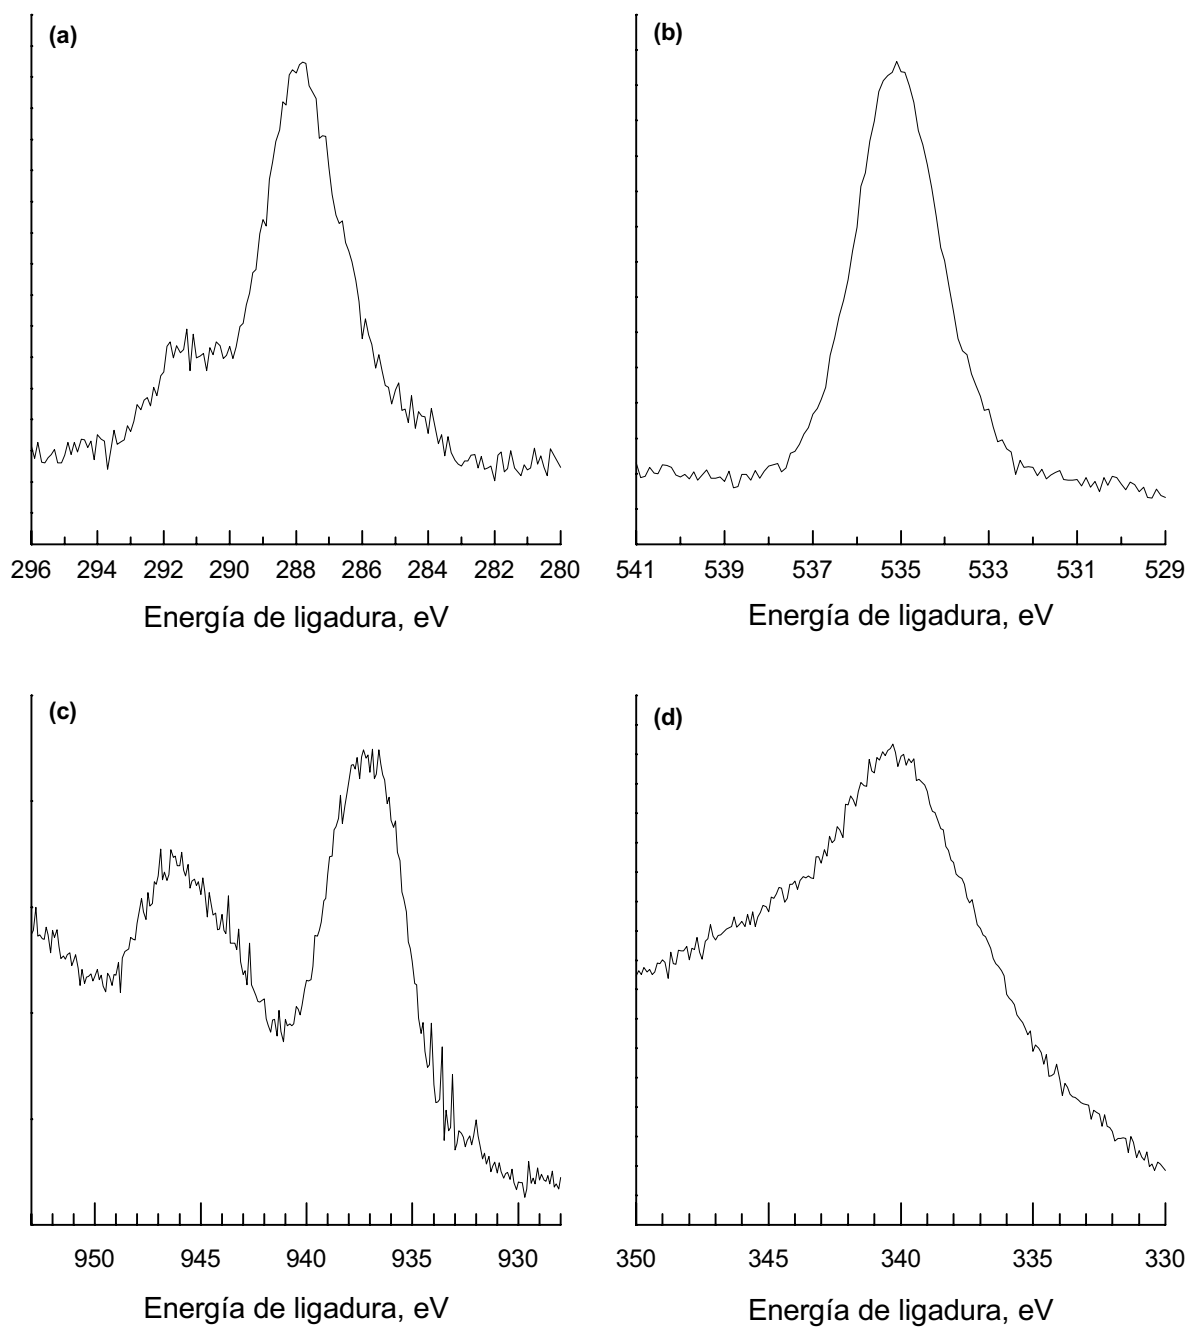 (a)
296 294 292 290 288 286 284 282 280
Energía de ligadura, eV
(b)
541 539 537 535 533 531 529
Energía de ligadura, eV
(c)
950 945 940 935 930
Energía de ligadura, eV
(d)
350 345 340 335 330
Energía de ligadura, eV